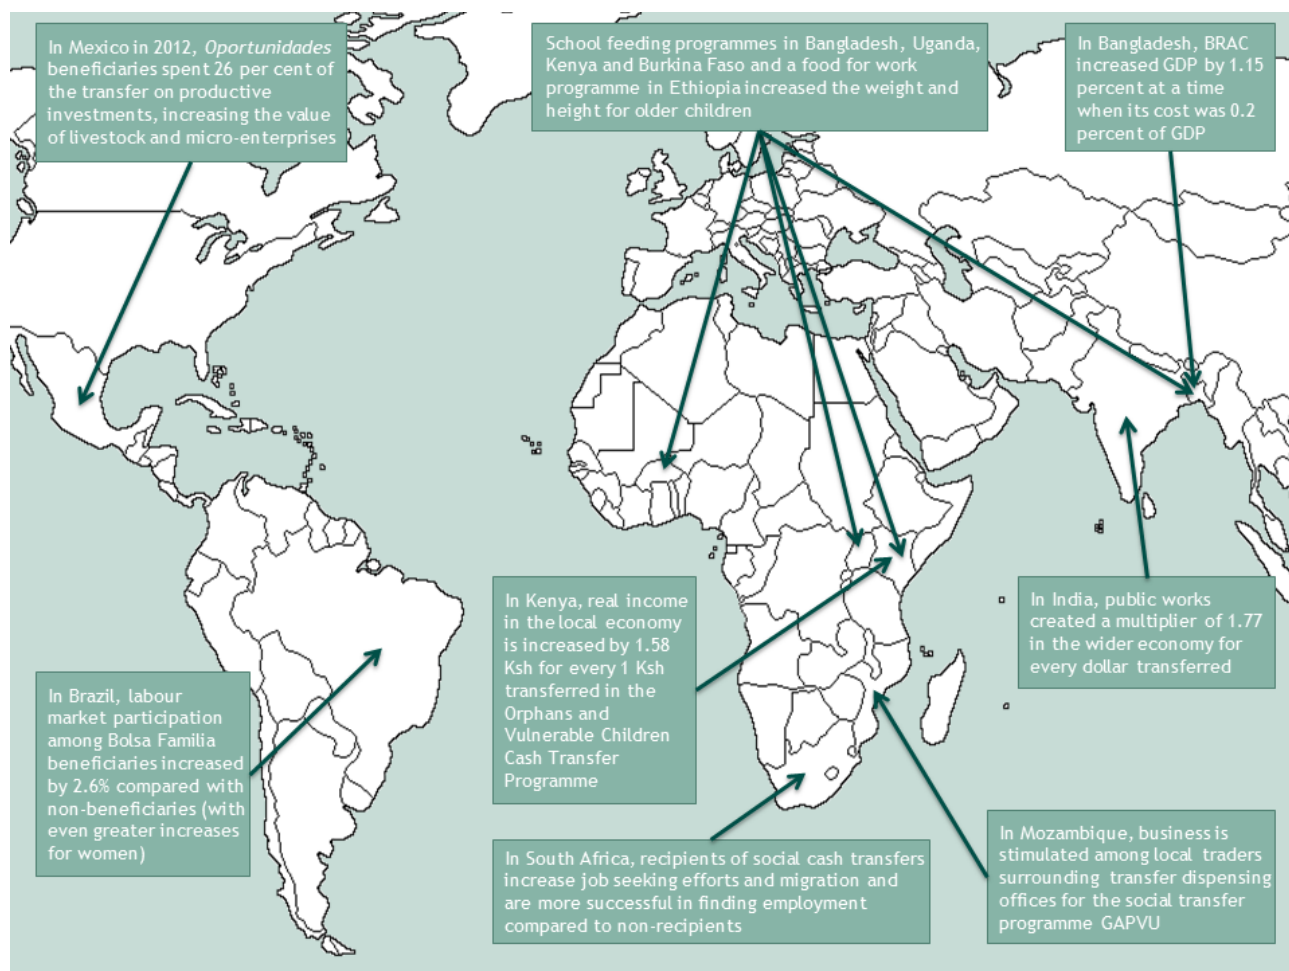 In Mexico in 2012, Oportunidades
beneficiaries spent 26 per cent of
the transfer on productive
investments, increasing the value
of livestock and micro-enterprises
School feeding programmes in Bangladesh, Uganda,
Kenya and Burkina Faso and a food for work
programme in Ethiopia increased the weight and
height for older children
In Bangladesh, BRAC
increased GDP by 1.15
percent at a time
when its cost was 0.2
percent of GDP
In Kenya, real income
in the local economy
is increased by 1.58
Ksh for every 1 Ksh
transferred in the
Orphans and
Vulnerable Children
Cash Transfer
Programme
In India, public works
created a multiplier of 1.77
in the wider economy for
every dollar transferred
In Brazil, labour
market participation
among Bolsa Familia
beneficiaries increased
by 2.6% compared with
non-beneficiaries (with
even greater increases
for women)
In South Africa, recipients of social cash transfers
increase job seeking efforts and migration and
are more successful in finding employment
compared to non-recipients
In Mozambique, business is
stimulated among local traders
surrounding transfer dispensing
offices for the social transfer
programme GAPVU